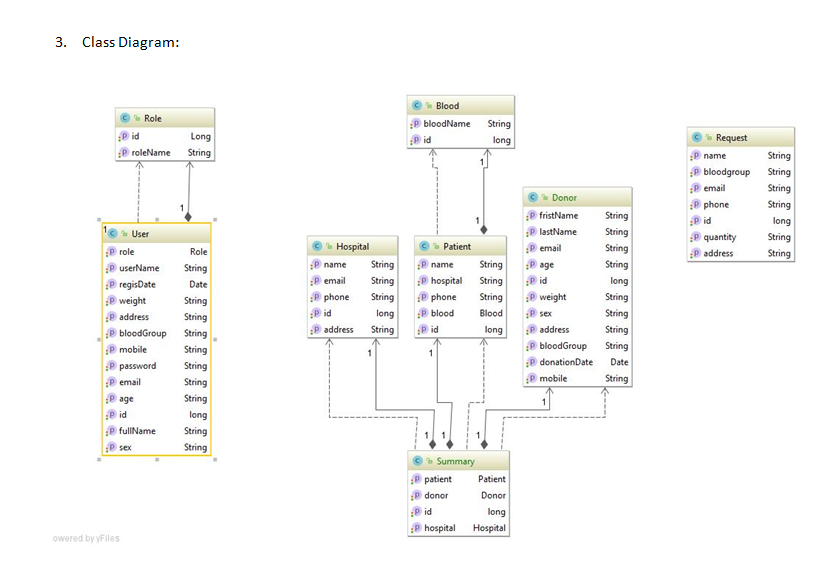 3. Class Diagram:
Role
id Long
roleName String
1
1
User
role Role
userName String
regisDate Date
weight String
address String
bloodGroup String
mobile String
password String
email String
age String
id long
fullName String
sex String
Blood
bloodName String
id long
1
1
Hospital
name String
email String
phone String
id long
address String
1
Patient
name String
hospital String
phone String
blood Blood
id long
1
Donor
fristName String
lastName String
email String
age String
id long
weight String
sex String
address String
bloodGroup String
donationDate Date
mobile String
1
1
1
1
Summary
patient Patient
donor Donor
id long
hospital Hospital
Request
name String
bloodgroup String
email String
phone String
id long
quantity String
address String
owered by yFiles